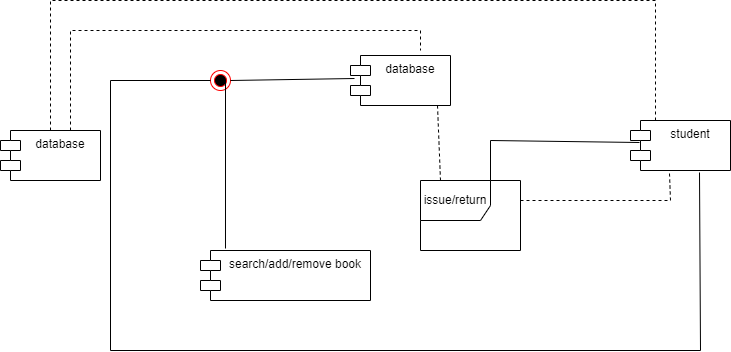 database
student
database
issue/return
search/add/remove book